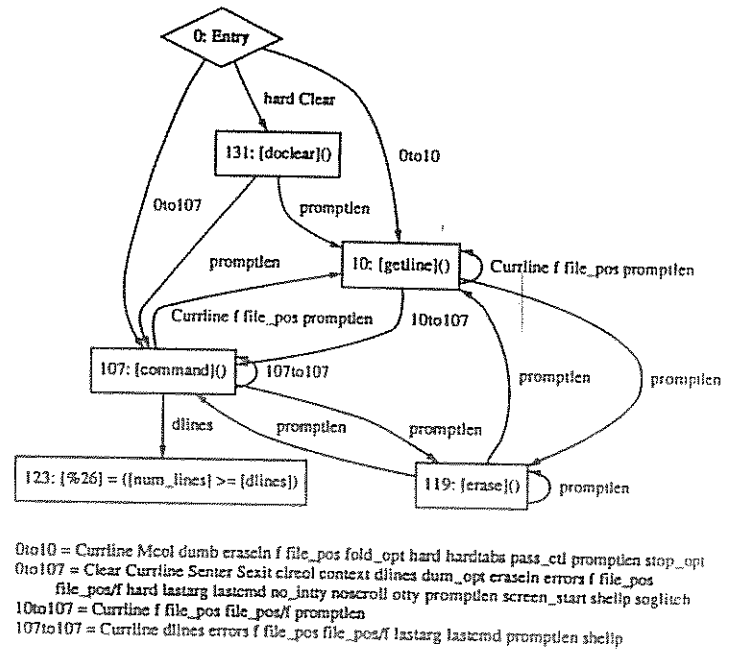 0: Entry
hard Clear
131: [doclear]()
0to10
0to107
promptlen
promptlen
10: [getline]()
Currline f file_pos promptlen
Currline f file_pos promptlen
10to107
107: [command]()
107to107
promptlen
promptlen
dlines
promptlen
promptlen
123: [%26] = ([num_lines] >= [dlines])
119: [erase]()
promptlen
0to10 = Currline Mcol dumb eraseln f file_pos fold_opt hard hardtabs pass_ctl promptlen stop_opt
0to107 = Clear Currline Senter Sexit clreol context dlines dum_opt eraseln errors f file_pos
file_pos/f hard lastarg lastcmd no_intty noscroll otty promptlen screen_start shellp soglitch
10to107 = Currline f file_pos file_pos/f promptlen
107to107 = Currline dlines errors f file_pos file_pos/f lastarg lastcmd promptlen shellp